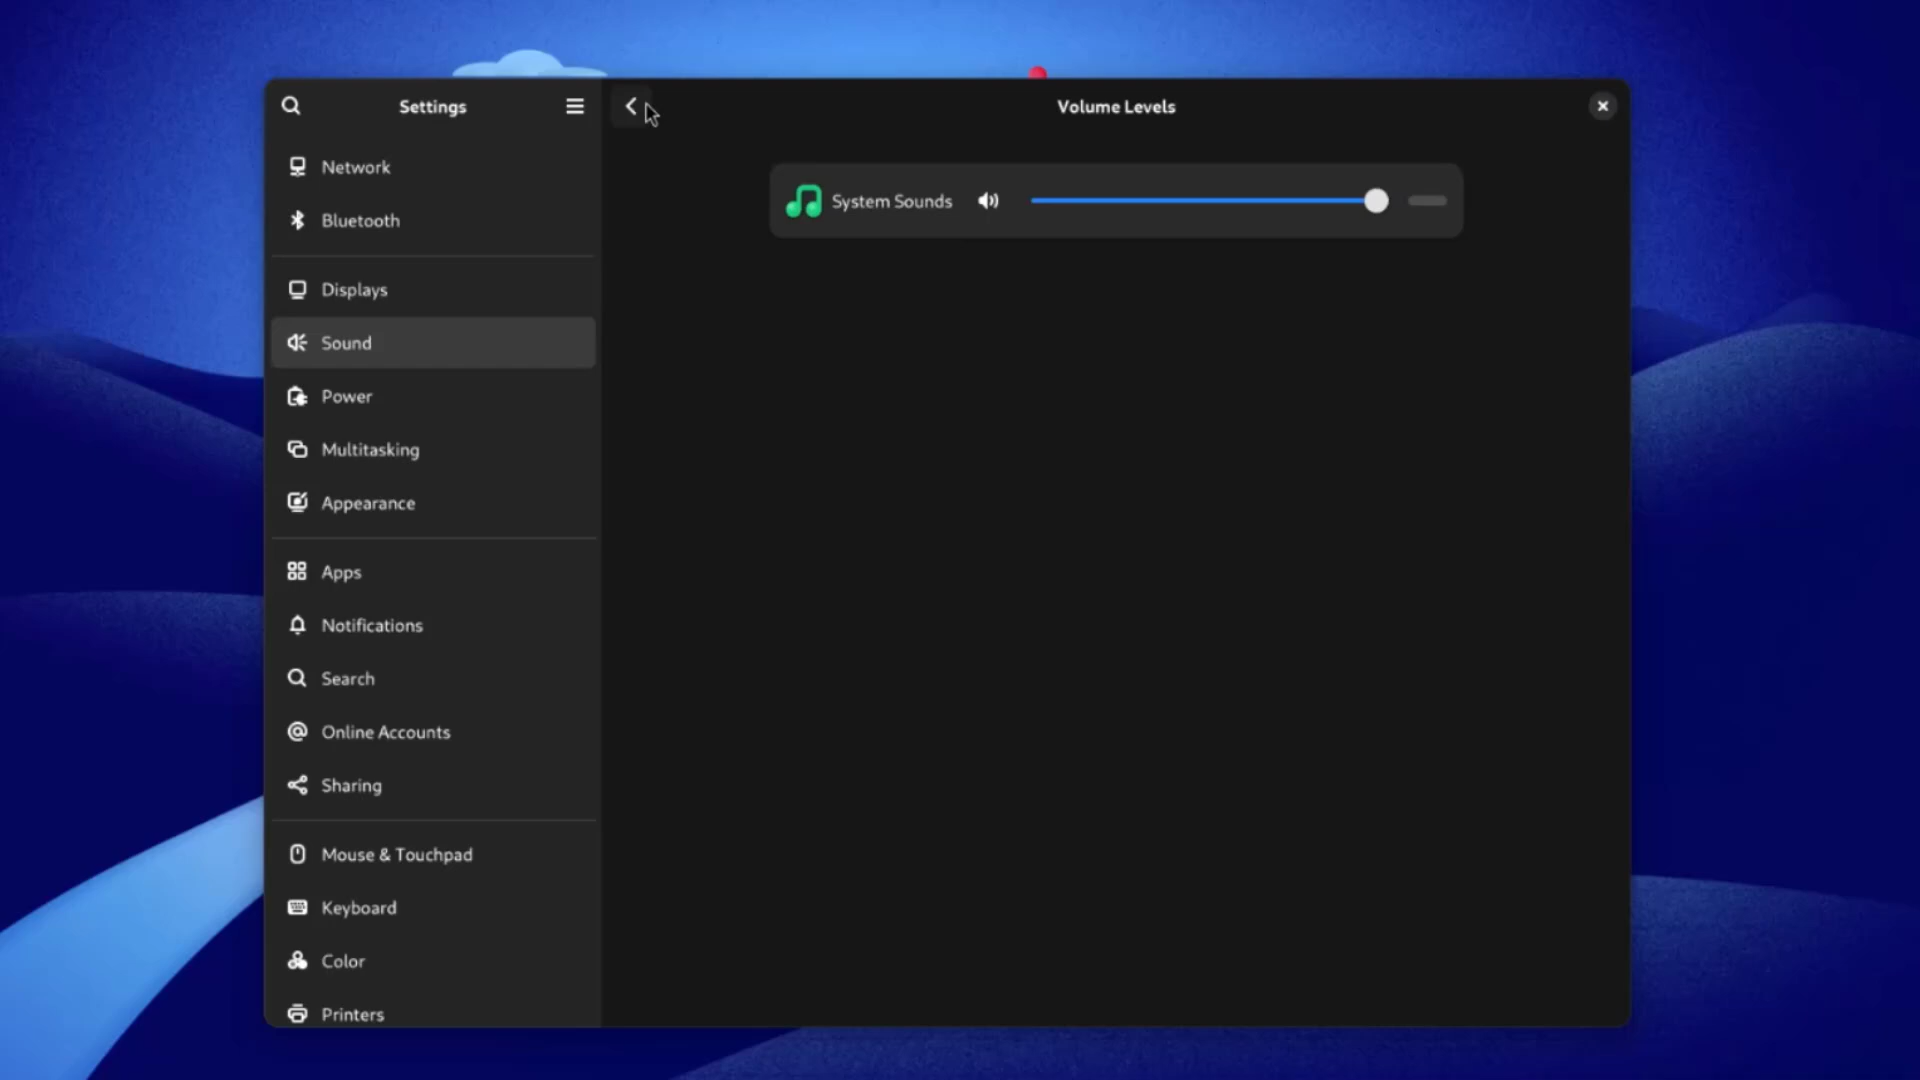 Settings
Network
Bluetooth
Displays
Sound
Power
Multitasking
Appearance
Apps
Notifications
Search
Online Accounts
Sharing
Mouse & Touchpad
Keyboard
Color
Printers
Volume Levels
System Sounds